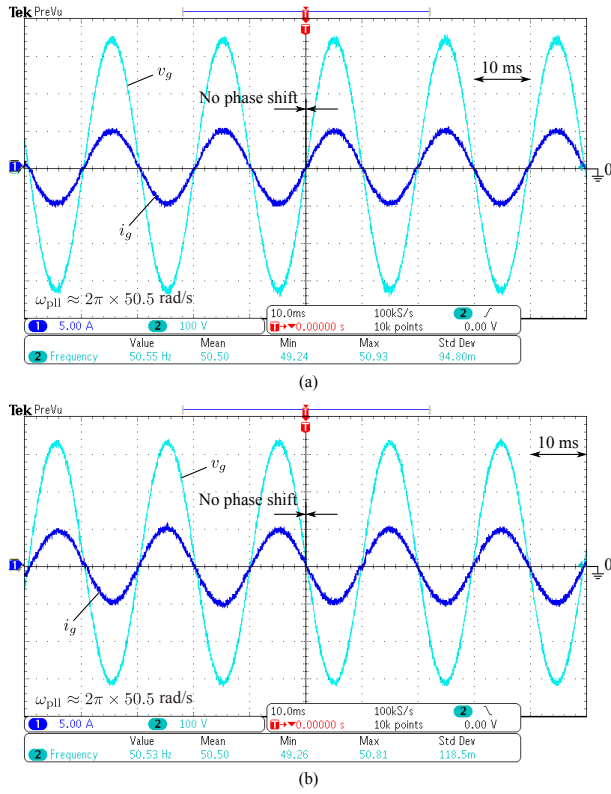 Tek PreVu
T
T
10 ms
v_g
No phase shift
1
0
i_g
ω_pll ≈ 2π × 50.5 rad/s
1 5.00 A 2 100 V
10.0ms 100kS/s 2
T→▼0.00000 s 10k points 0.00 V
Value Mean Min Max Std Dev
2 Frequency 50.55 Hz 50.50 49.24 50.93 94.80m
(a)
Tek PreVu
T
T
10 ms
v_g
No phase shift
1
0
i_g
ω_pll ≈ 2π × 50.5 rad/s
1 5.00 A 2 100 V
10.0ms 100kS/s 2
T→▼0.00000 s 10k points 0.00 V
Value Mean Min Max Std Dev
2 Frequency 50.53 Hz 50.50 49.26 50.81 118.5m
(b)